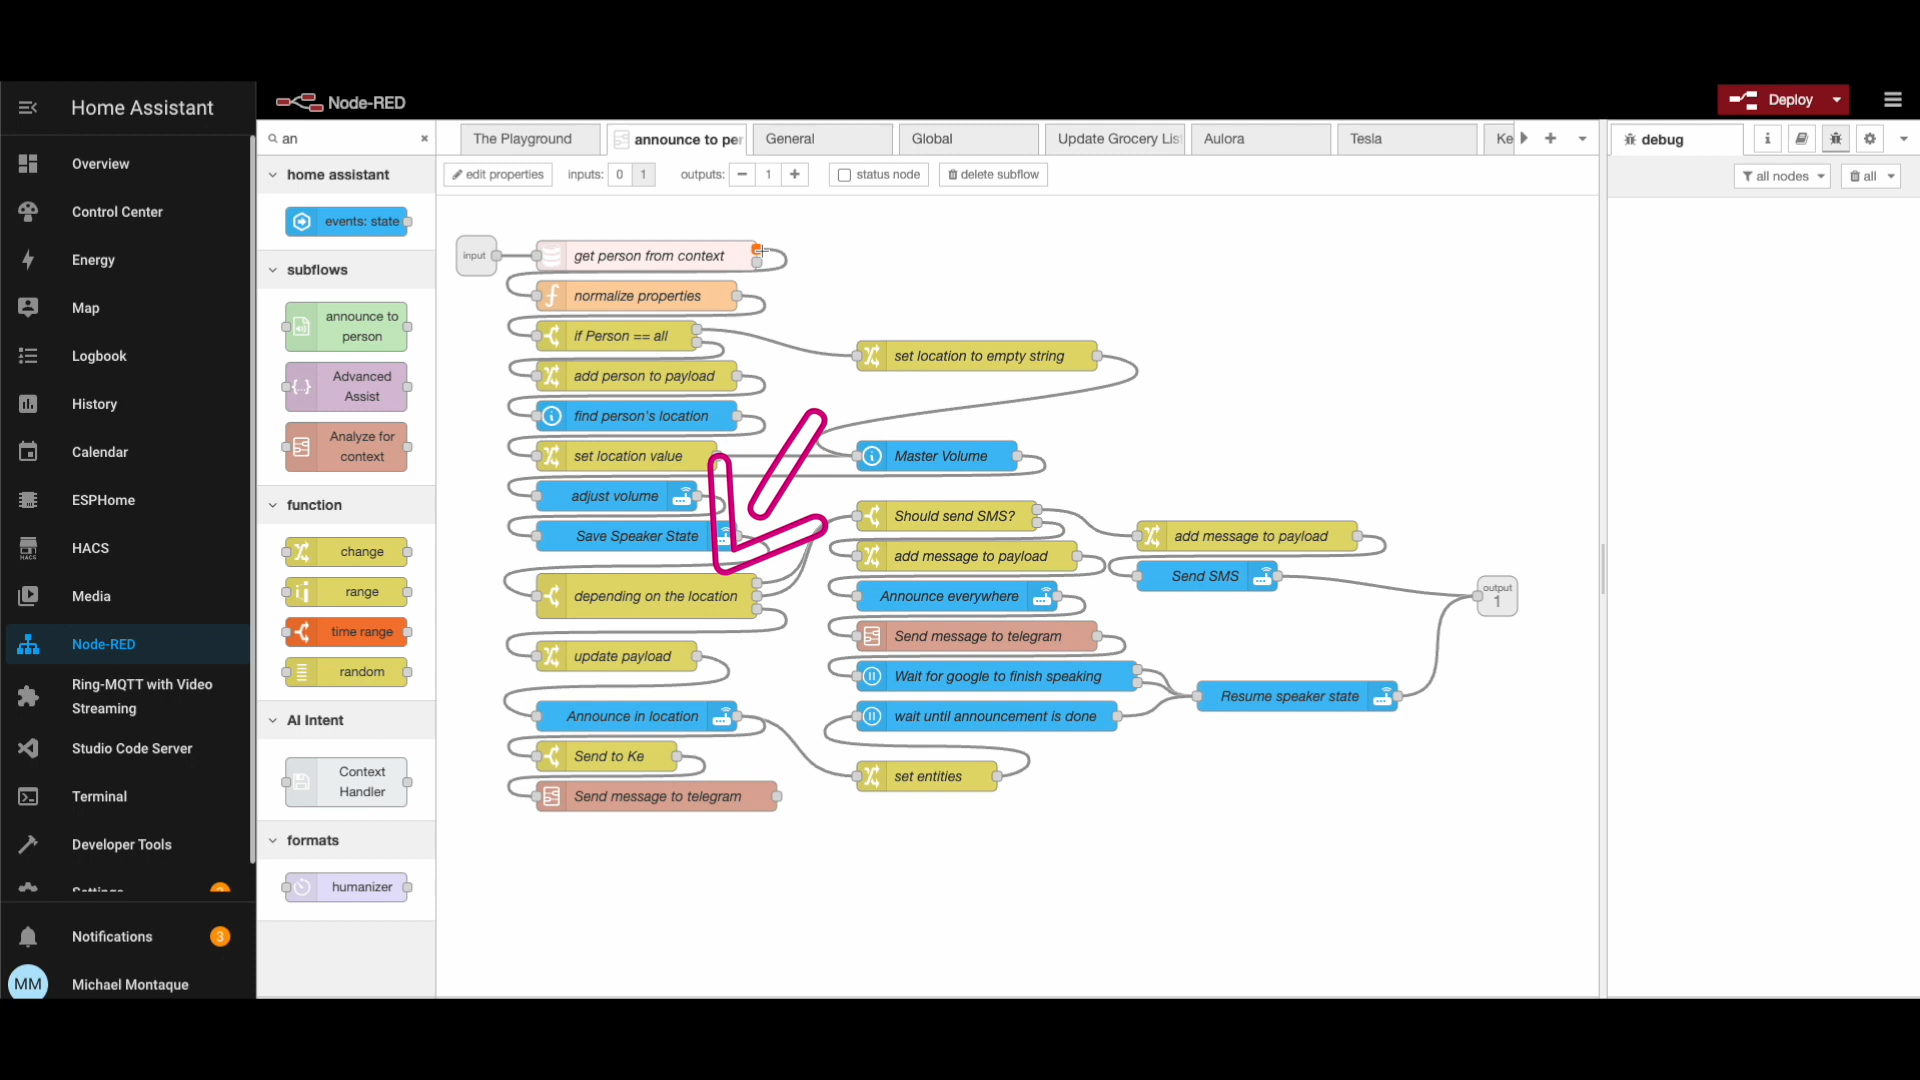 Home Assistant
Overview
Control Center
Energy
Map
Logbook
History
Calendar
ESPHome
HACS
HACS
Media
Node-RED
Ring-MQTT with Video
Streaming
Studio Code Server
Terminal
Developer Tools
Notifications
3
MM
Michael Montaque
Node-RED
Deploy
an
home assistant
events: state
subflows
announce to
person
Advanced
Assist
Analyze for
context
function
change
range
time range
random
AI Intent
Context
Handler
formats
humanizer
The Playground
announce to per
General
Global
Update Grocery Lis
Aulora
Tesla
Ke
edit properties
inputs: 0 1
outputs: 1
status node
delete subflow
input
get person from context
normalize properties
if Person == all
add person to payload
find person's location
set location value
adjust volume
Save Speaker State
depending on the location
update payload
Announce in location
Send to Ke
Send message to telegram
set location to empty string
Master Volume
Should send SMS?
add message to payload
Announce everywhere
Send message to telegram
Wait for google to finish speaking
wait until announcement is done
set entities
add message to payload
Send SMS
Resume speaker state
output
1
debug
i
all nodes
all